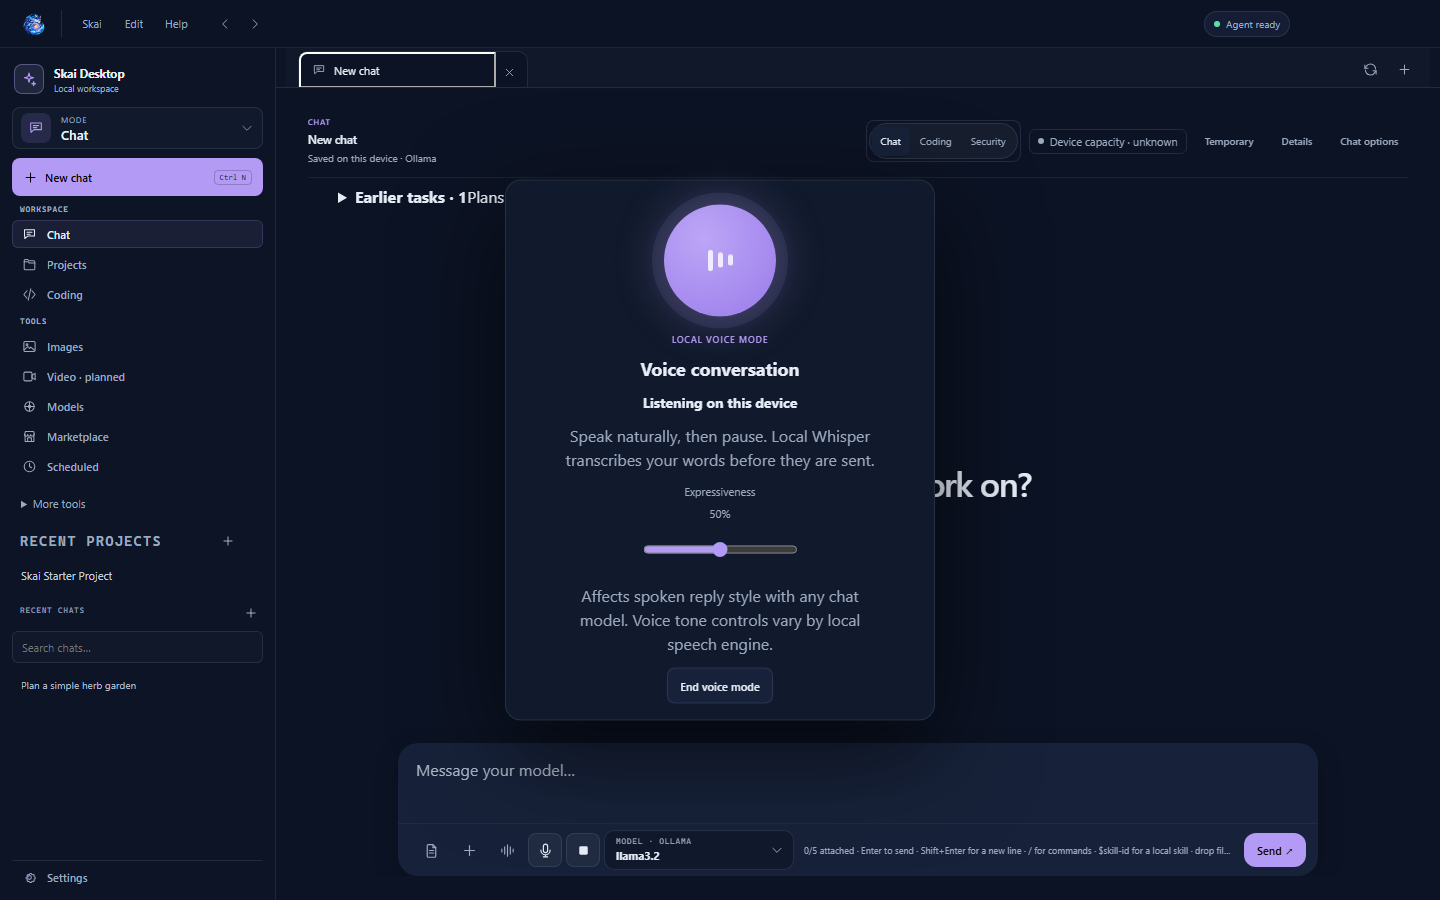 Skai Edit Help
Agent ready
Skai Desktop
Local workspace
MODE
Chat
New chat Ctrl N
WORKSPACE
Chat
Projects
Coding
TOOLS
Images
Video · planned
Models
Marketplace
Scheduled
More tools
RECENT PROJECTS
Skai Starter Project
RECENT CHATS
Search chats...
Plan a simple herb garden
Settings
New chat
CHAT
New chat
Saved on this device · Ollama
Chat Coding Security
Device capacity · unknown
Temporary
Details
Chat options
Earlier tasks · 1Plans
LOCAL VOICE MODE
Voice conversation
Listening on this device
Speak naturally, then pause. Local Whisper
transcribes your words before they are sent.
Expressiveness
50%
Affects spoken reply style with any chat
model. Voice tone controls vary by local
speech engine.
End voice mode
ork on?
Message your model...
MODEL · OLLAMA
llama3.2
0/5 attached · Enter to send · Shift+Enter for a new line · / for commands · $skill-id for a local skill · drop fil...
Send ↗